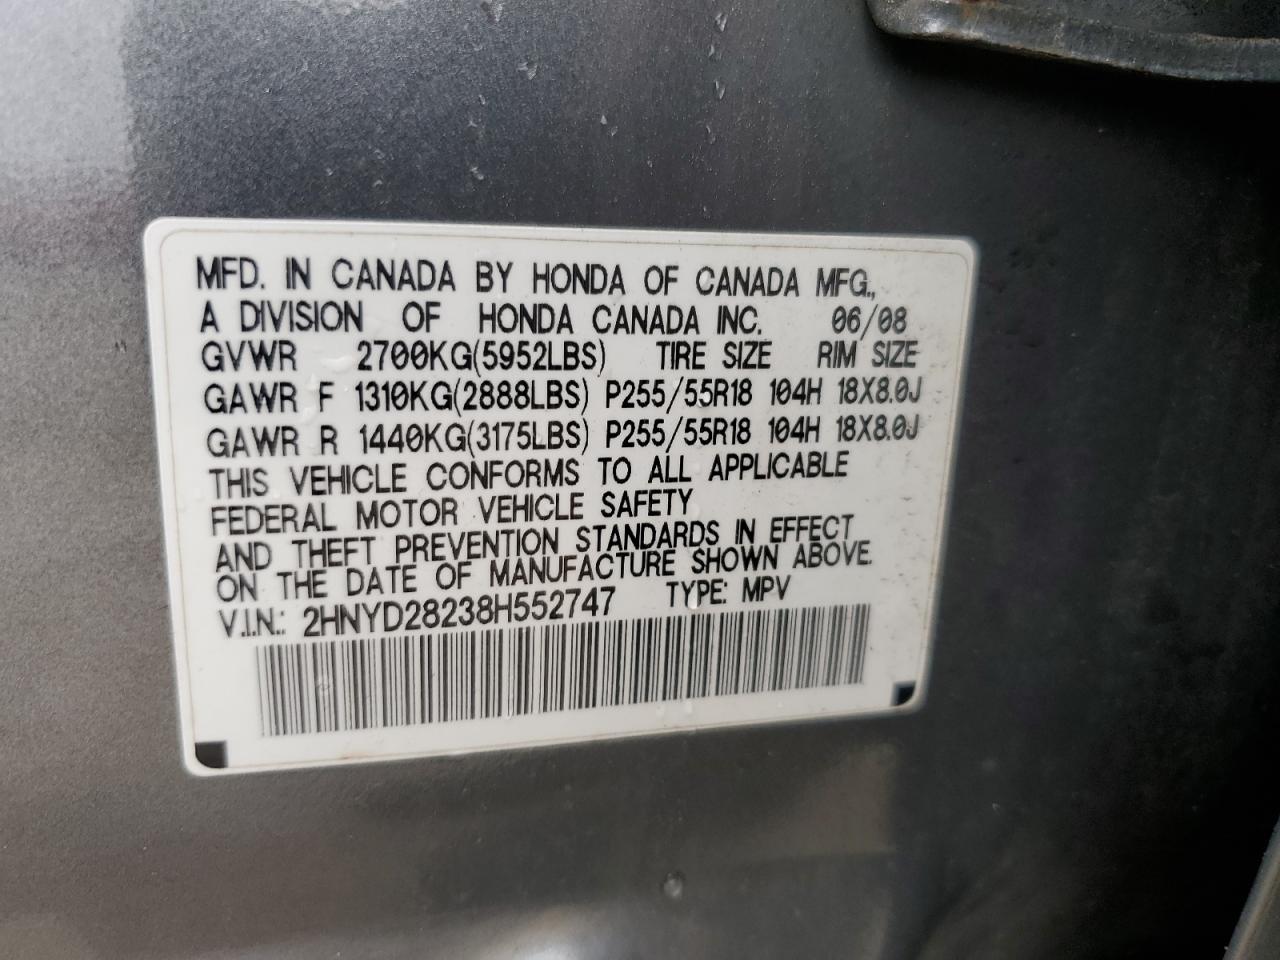 MFD. IN CANADA BY HONDA OF CANADA MFG.,
A DIVISION OF HONDA CANADA INC. 06/08
GVWR 2700KG(5952LBS) TIRE SIZE RIM SIZE
GAWR F 1310KG(2888LBS) P255/55R18 104H 18X8.0J
GAWR R 1440KG(3175LBS) P255/55R18 104H 18X8.0J
THIS VEHICLE CONFORMS TO ALL APPLICABLE
FEDERAL MOTOR VEHICLE SAFETY
AND THEFT PREVENTION STANDARDS IN EFFECT
ON THE DATE OF MANUFACTURE SHOWN ABOVE.
V.I.N.: 2HNYD28238H552747 TYPE: MPV